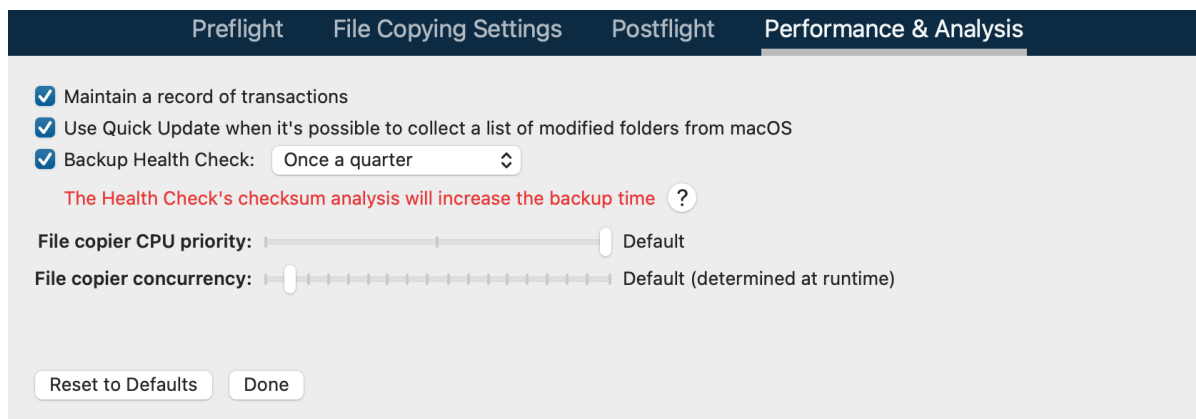 Preflight File Copying Settings Postflight Performance & Analysis
Maintain a record of transactions
Use Quick Update when it's possible to collect a list of modified folders from macOS
Backup Health Check: Once a quarter
The Health Check's checksum analysis will increase the backup time ?
File copier CPU priority: Default
File copier concurrency: Default (determined at runtime)
Reset to Defaults Done